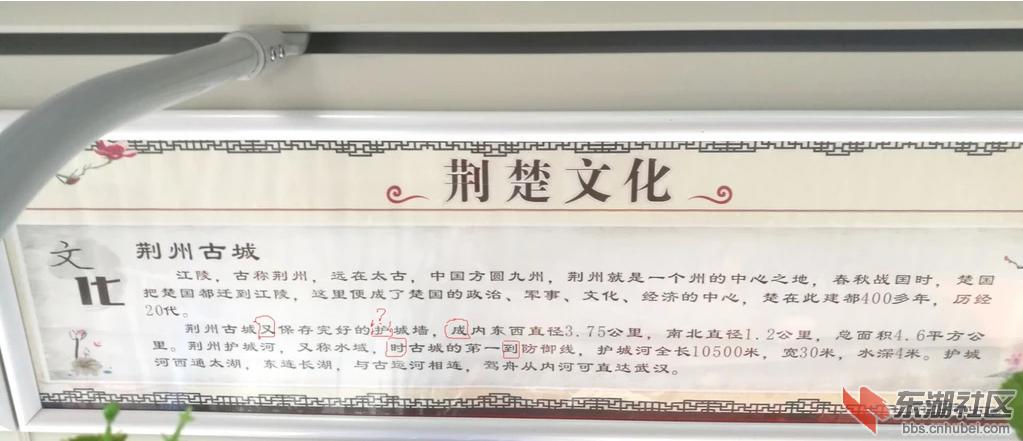 荆楚文化
文化
荆州古城
江陵，古称荆州，远在太古，中国方圆九州，荆州就是一个州的中心之地，春秋战国时，楚国
把楚国都迁到江陵，这里便成了楚国的政治、军事、文化、经济的中心，楚在此建都400多年，历经
20代。
?
荆州古城又保存完好的护城墙，成内东西直径3.75公里，南北直径1.2公里，总面积4.6平方公
里。荆州护城河，又称水域，时古城的第一到防御线，护城河全长10500米，宽30米，水深4米。护城
河西通太湖，东连长湖，与古运河相连，驾舟从内河可直达武汉。
东湖社区
bbs.cnhubei.com